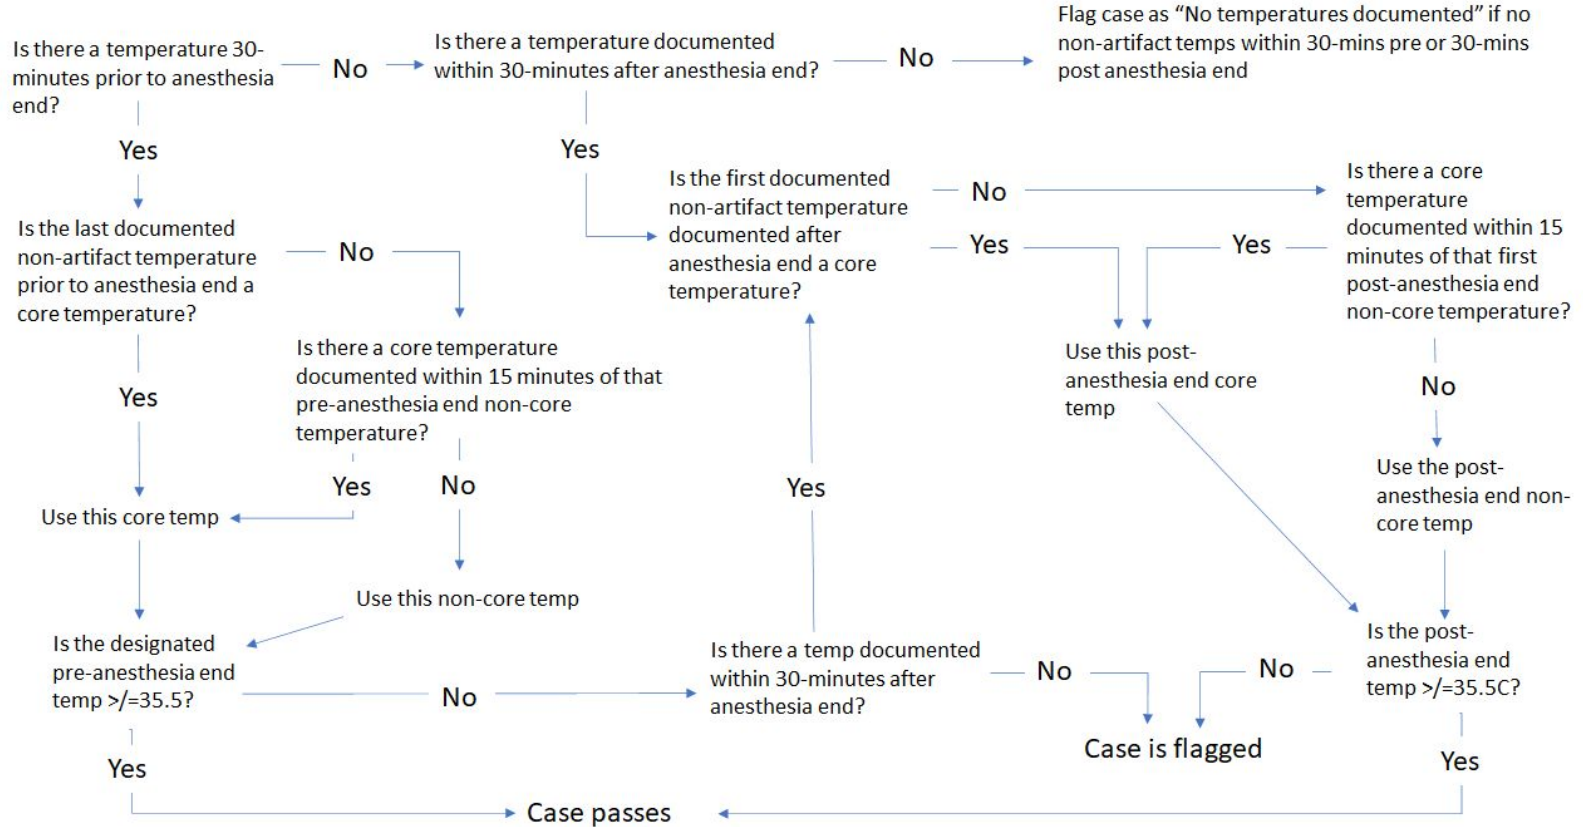 Is there a temperature 30-
minutes prior to anesthesia
end?
No
Is there a temperature documented
within 30-minutes after anesthesia end?
No
Flag case as “No temperatures documented” if no
non-artifact temps within 30-mins pre or 30-mins
post anesthesia end
Yes
Yes
Is the last documented
non-artifact temperature
prior to anesthesia end a
core temperature?
No
Is the first documented
non-artifact temperature
documented after
anesthesia end a core
temperature?
No
Yes
Yes
Is there a core
temperature
documented within 15
minutes of that first
post-anesthesia end
non-core temperature?
Yes
Is there a core temperature
documented within 15 minutes of that
pre-anesthesia end non-core
temperature?
Use this post-
anesthesia end core
temp
No
Yes
No
Yes
Use the post-
anesthesia end non-
core temp
Use this core temp
Use this non-core temp
Is the designated
pre-anesthesia end
temp >/=35.5?
No
Is there a temp documented
within 30-minutes after
anesthesia end?
No
No
Is the post-
anesthesia end
temp >/=35.5C?
Case is flagged
Yes
Yes
Case passes